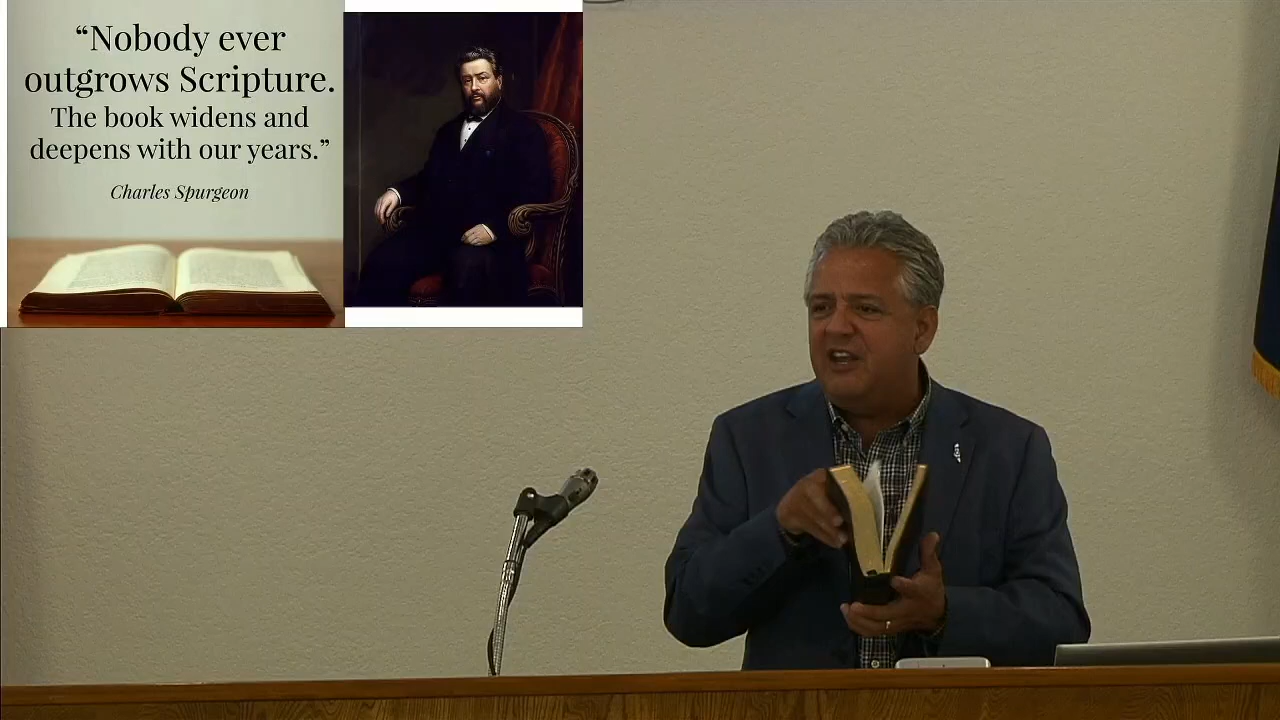 “Nobody ever
outgrows Scripture.
The book widens and
deepens with our years.”
Charles Spurgeon